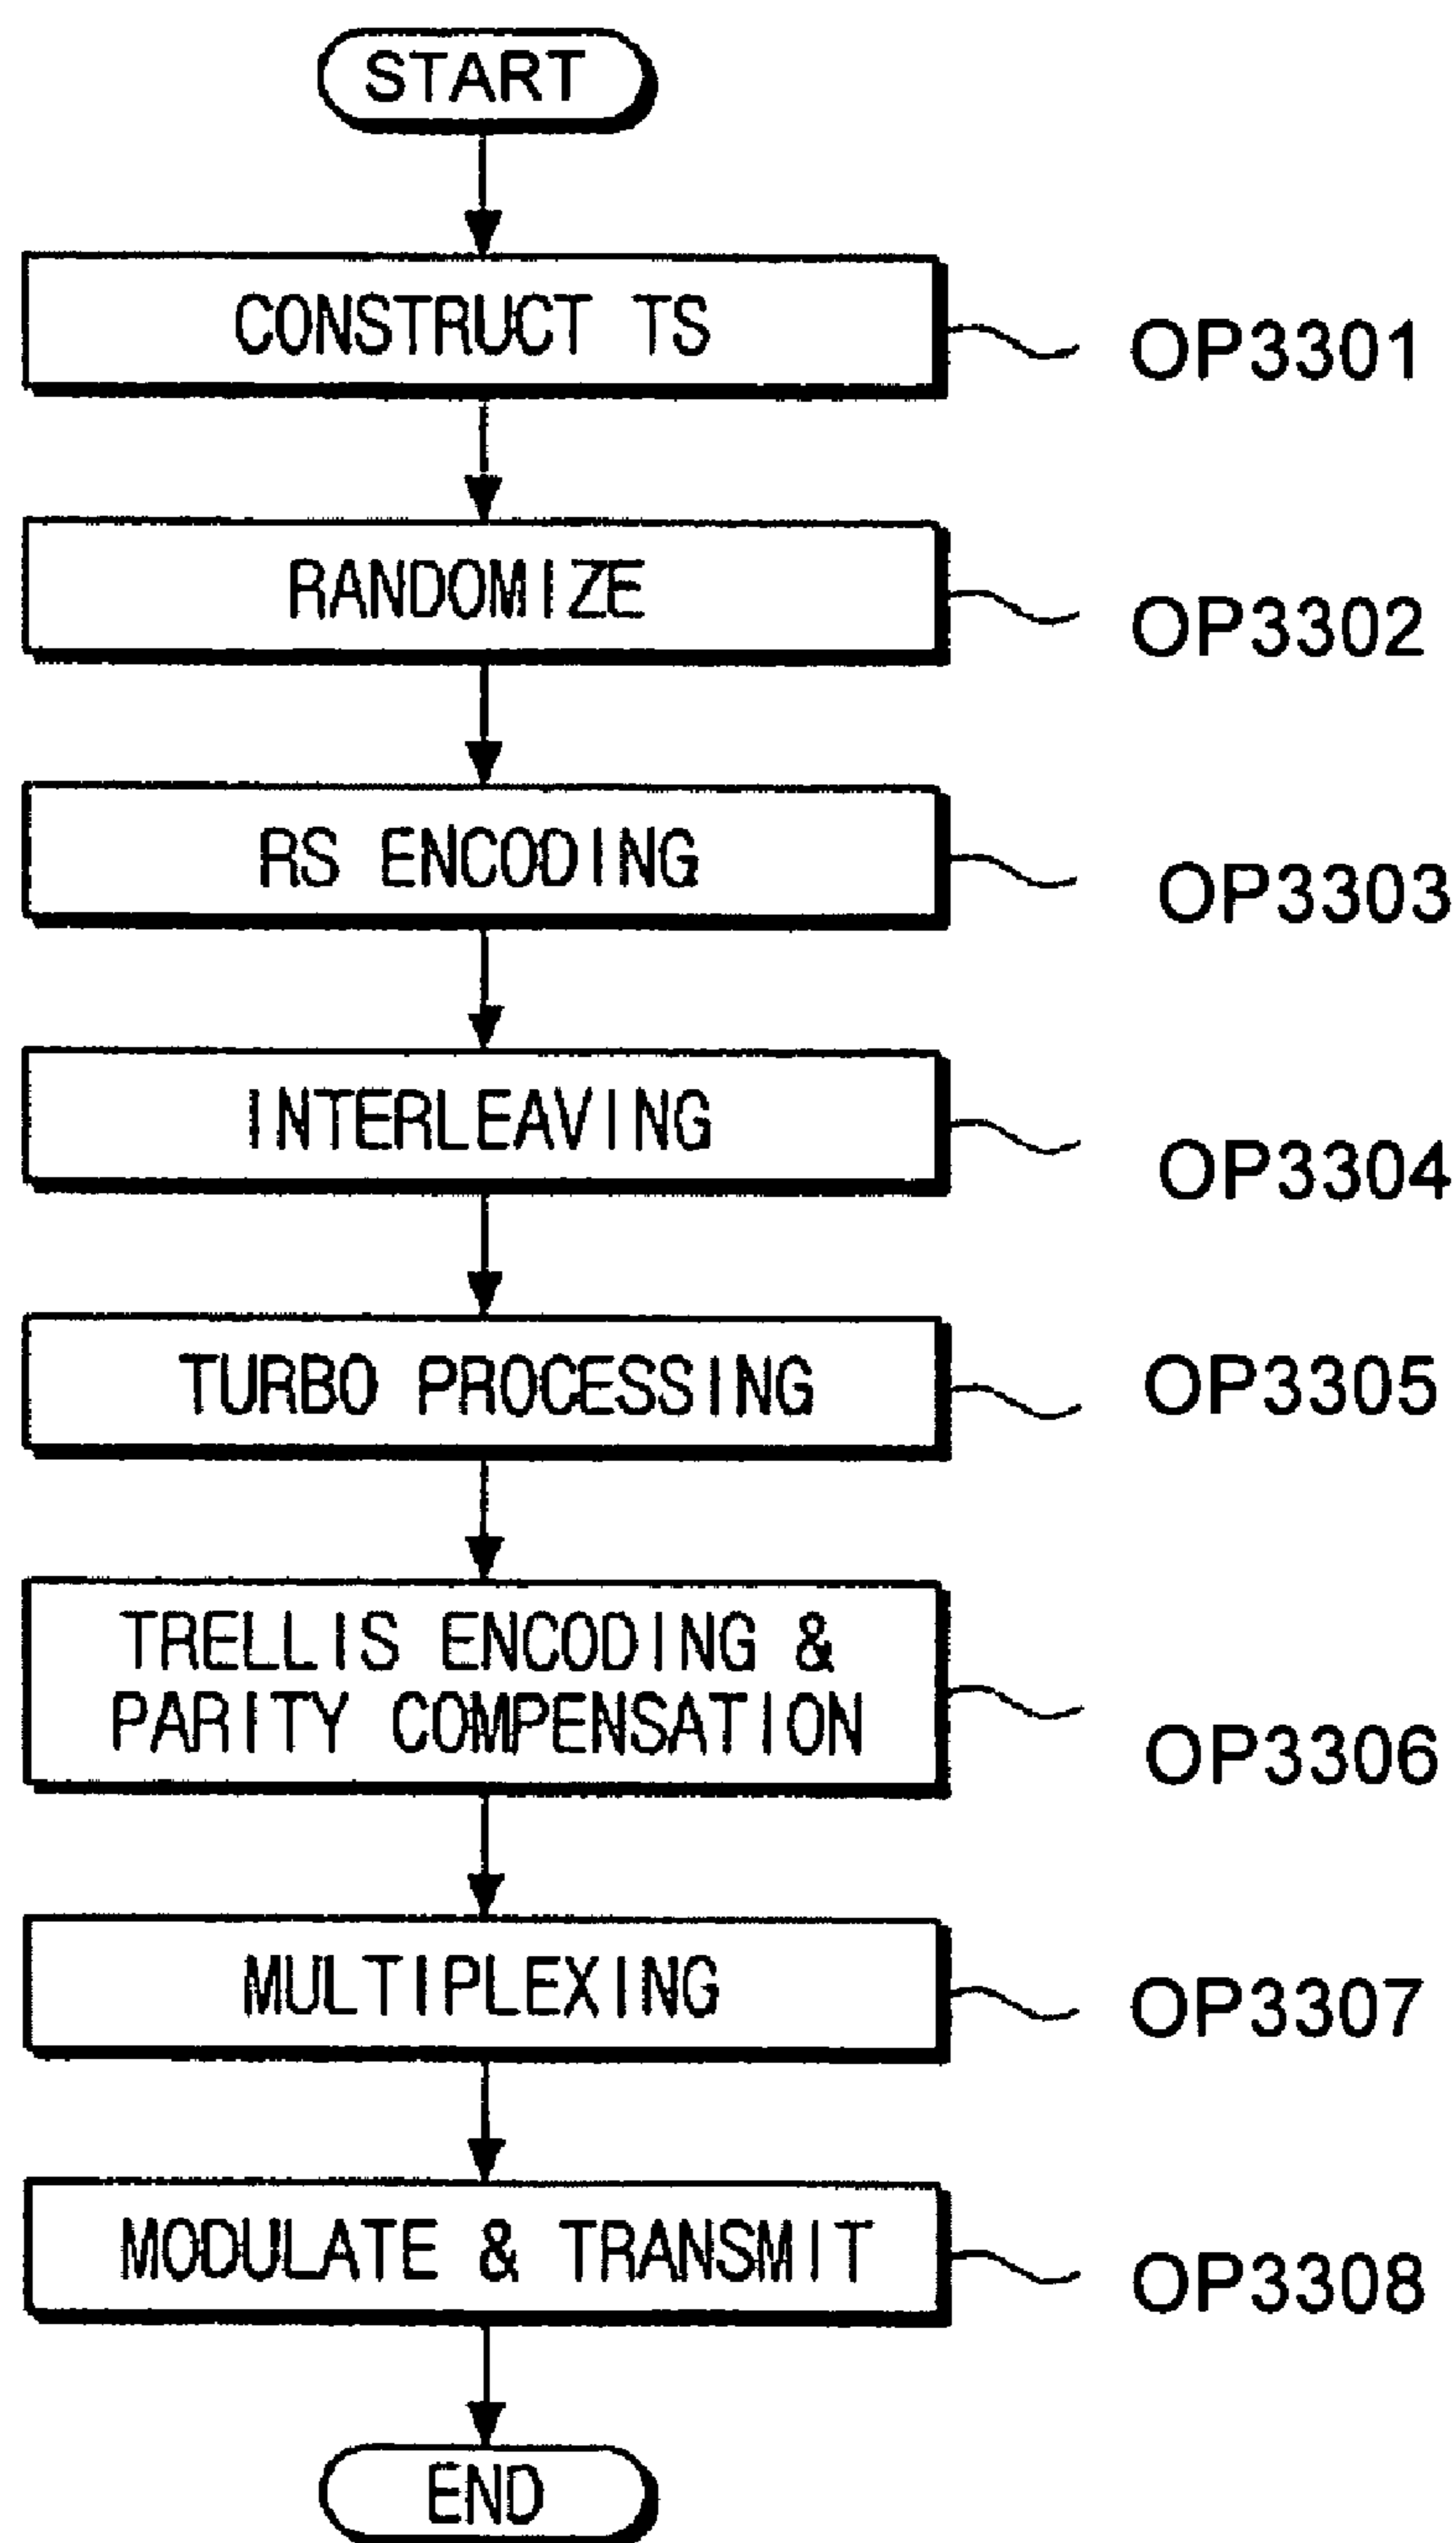 START
CONSTRUCT TS
OP3301
RANDOMIZE
OP3302
RS ENCODING
OP3303
INTERLEAVING
OP3304
TURBO PROCESSING
OP3305
TRELLIS ENCODING &
PARITY COMPENSATION
OP3306
MULTIPLEXING
OP3307
MODULATE & TRANSMIT
OP3308
END